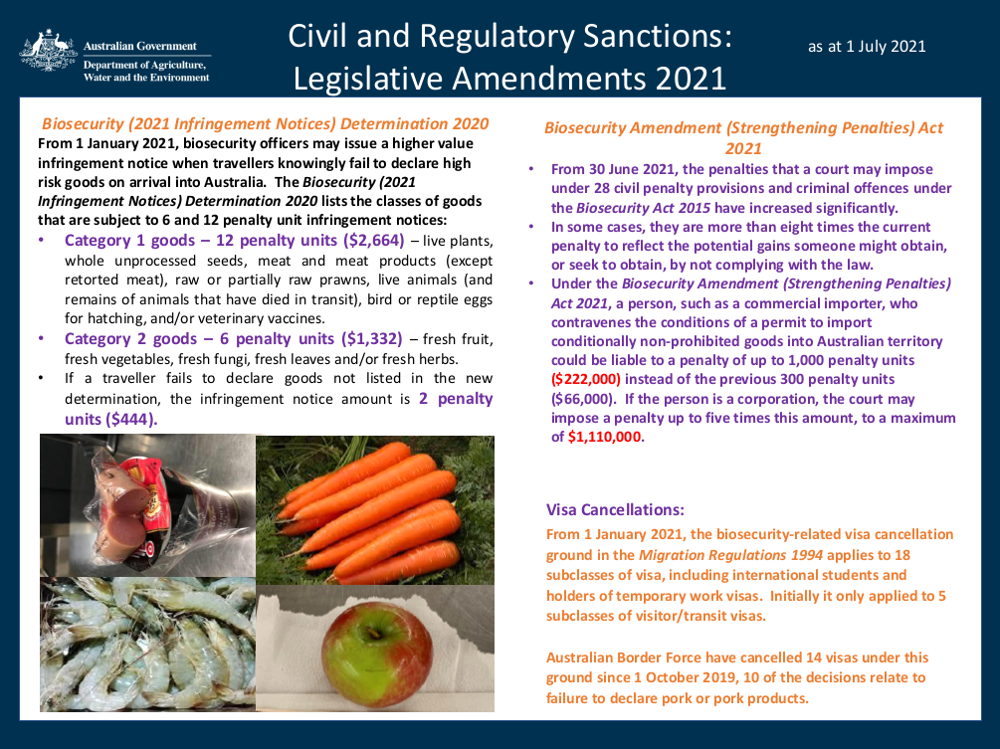 Australian Government
Department of Agriculture,
Water and the Environment
Civil and Regulatory Sanctions:
Legislative Amendments 2021
as at 1 July 2021
Biosecurity (2021 Infringement Notices) Determination 2020
From 1 January 2021, biosecurity officers may issue a higher value
infringement notice when travellers knowingly fail to declare high
risk goods on arrival into Australia. The Biosecurity (2021
Infringement Notices) Determination 2020 lists the classes of goods
that are subject to 6 and 12 penalty unit infringement notices:
• Category 1 goods – 12 penalty units ($2,664) – live plants,
whole unprocessed seeds, meat and meat products (except
retorted meat), raw or partially raw prawns, live animals (and
remains of animals that have died in transit), bird or reptile eggs
for hatching, and/or veterinary vaccines.
• Category 2 goods – 6 penalty units ($1,332) – fresh fruit,
fresh vegetables, fresh fungi, fresh leaves and/or fresh herbs.
• If a traveller fails to declare goods not listed in the new
determination, the infringement notice amount is 2 penalty
units ($444).
Biosecurity Amendment (Strengthening Penalties) Act
2021
• From 30 June 2021, the penalties that a court may impose
under 28 civil penalty provisions and criminal offences under
the Biosecurity Act 2015 have increased significantly.
• In some cases, they are more than eight times the current
penalty to reflect the potential gains someone might obtain,
or seek to obtain, by not complying with the law.
• Under the Biosecurity Amendment (Strengthening Penalties)
Act 2021, a person, such as a commercial importer, who
contravenes the conditions of a permit to import
conditionally non-prohibited goods into Australian territory
could be liable to a penalty of up to 1,000 penalty units
($222,000) instead of the previous 300 penalty units
($66,000). If the person is a corporation, the court may
impose a penalty up to five times this amount, to a maximum
of $1,110,000.
Visa Cancellations:
From 1 January 2021, the biosecurity-related visa cancellation
ground in the Migration Regulations 1994 applies to 18
subclasses of visa, including international students and
holders of temporary work visas. Initially it only applied to 5
subclasses of visitor/transit visas.
Australian Border Force have cancelled 14 visas under this
ground since 1 October 2019, 10 of the decisions relate to
failure to declare pork or pork products.